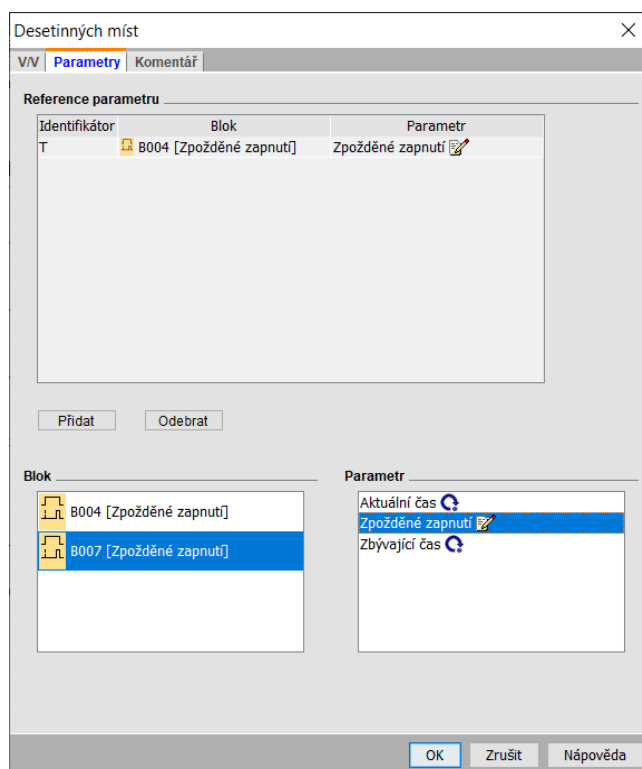 Desetinných míst
V/V Parametry Komentář
Reference parametru
Identifikátor Blok Parametr
T B004 [Zpožděné zapnutí] Zpožděné zapnutí
Přidat Odebrat
Blok
B004 [Zpožděné zapnutí]
B007 [Zpožděné zapnutí]
Parametr
Aktuální čas
Zpožděné zapnutí
Zbývající čas
OK Zrušit Nápověda